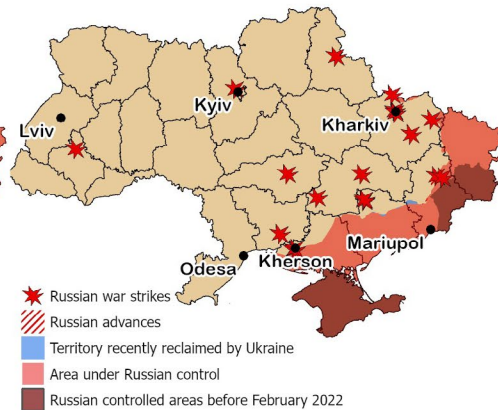 Kyiv
Lviv
Kharkiv
Mariupol
Odesa
Kherson
Russian war strikes
Russian advances
Territory recently reclaimed by Ukraine
Area under Russian control
Russian controlled areas before February 2022